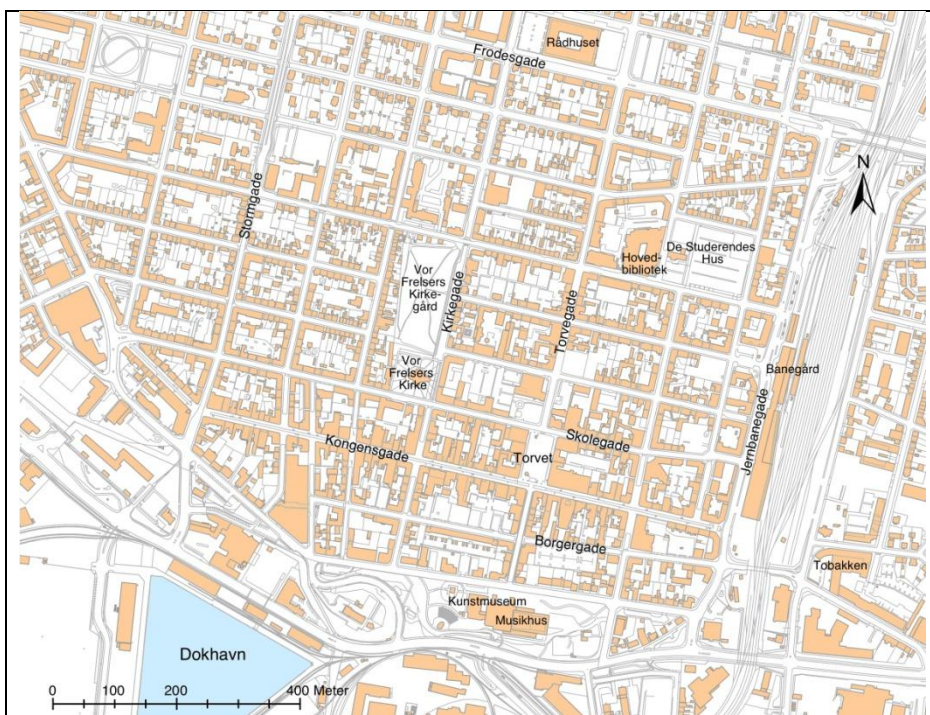 Rådhuset
Frodesgade
N
Stormgade
De Studerendes
Hus
Hoved-
bibliotek
Vor
Frelsers
Kirke-
gård
Kirkegade
Torvegade
Vor
Frelsers
Kirke
Banegård
Jernbanegade
Skolegade
Kongensgade
Torvet
Borgergade
Tobakken
Kunstmuseum
Musikhus
Dokhavn
0 100 200 400 Meter